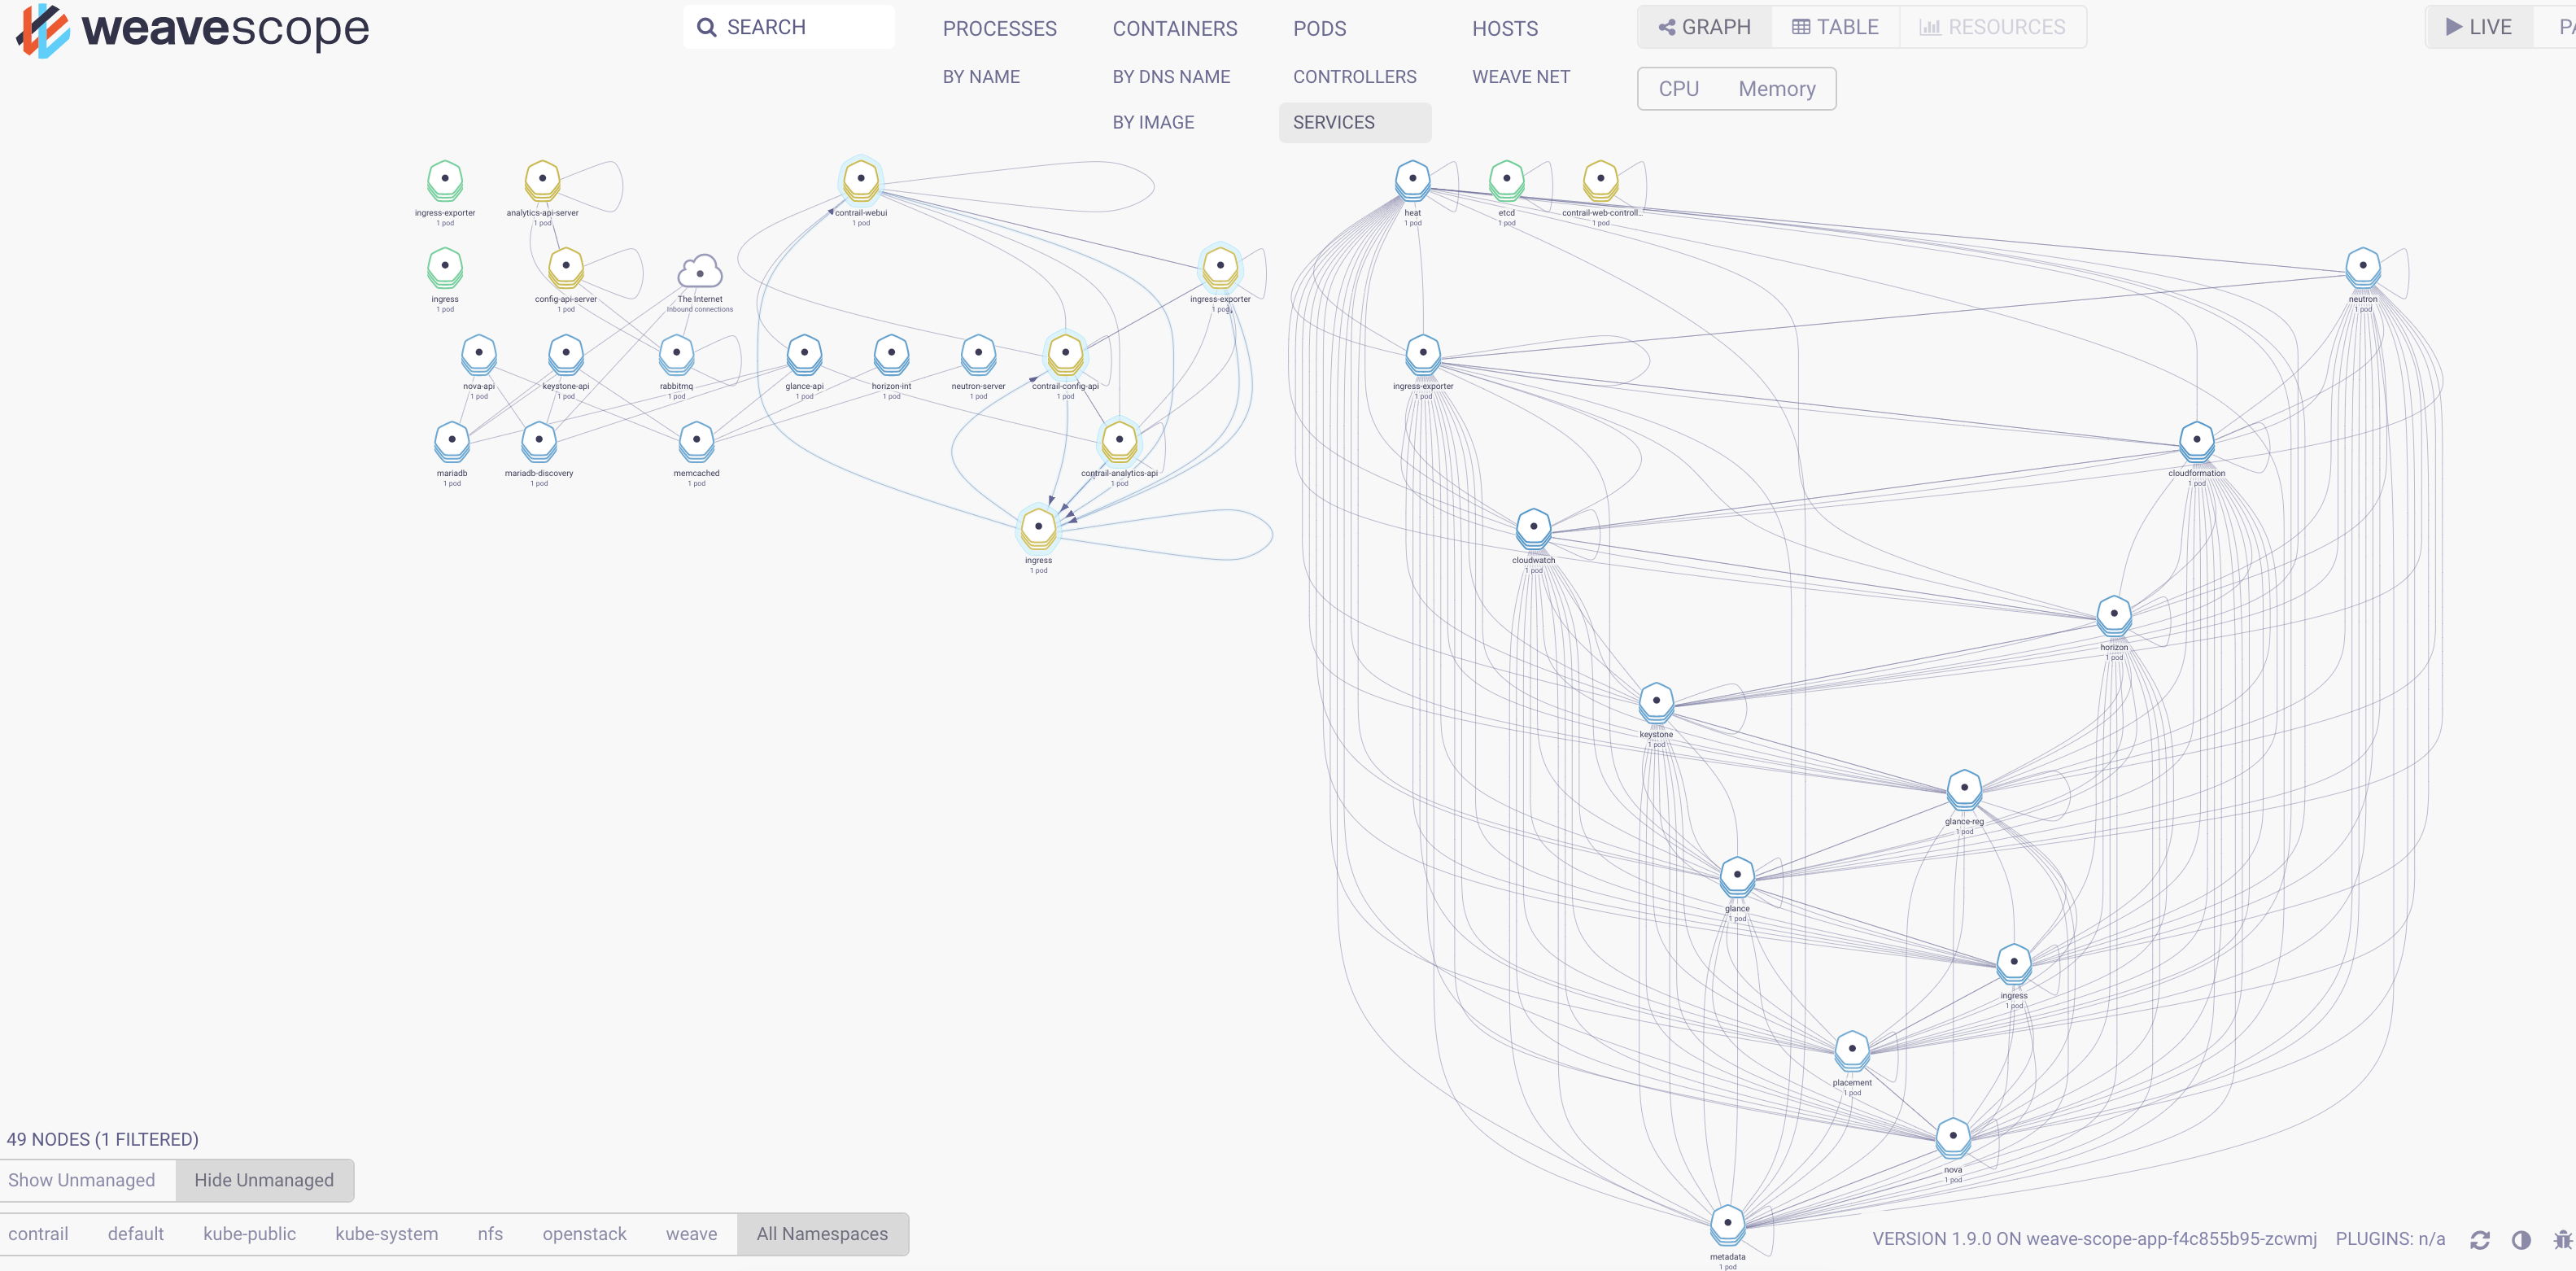 weavescope
SEARCH
PROCESSES
CONTAINERS
PODS
HOSTS
GRAPH
TABLE
RESOURCES
LIVE
PA
BY NAME
BY DNS NAME
CONTROLLERS
WEAVE NET
CPU
Memory
BY IMAGE
SERVICES
ingress-exporter
1 pod
analytics-api-server
1 pod
contrail-webui
1 pod
heat
1 pod
etcd
1 pod
contrail-web-controll...
1 pod
ingress
1 pod
config-api-server
1 pod
The Internet
Inbound connections
ingress-exporter
1 pod
neutron
1 pod
nova-api
1 pod
keystone-api
1 pod
rabbitmq
1 pod
glance-api
1 pod
horizon-int
1 pod
neutron-server
1 pod
contrail-config-api
1 pod
ingress-exporter
1 pod
mariadb
1 pod
mariadb-discovery
1 pod
memcached
1 pod
contrail-analytics-api
1 pod
cloudformation
1 pod
ingress
1 pod
cloudwatch
1 pod
horizon
1 pod
keystone
1 pod
glance-reg
1 pod
glance
1 pod
ingress
1 pod
placement
1 pod
nova
1 pod
metadata
1 pod
49 NODES (1 FILTERED)
Show Unmanaged
Hide Unmanaged
contrail
default
kube-public
kube-system
nfs
openstack
weave
All Namespaces
VERSION 1.9.0 ON weave-scope-app-f4c855b95-zcwmj
PLUGINS: n/a